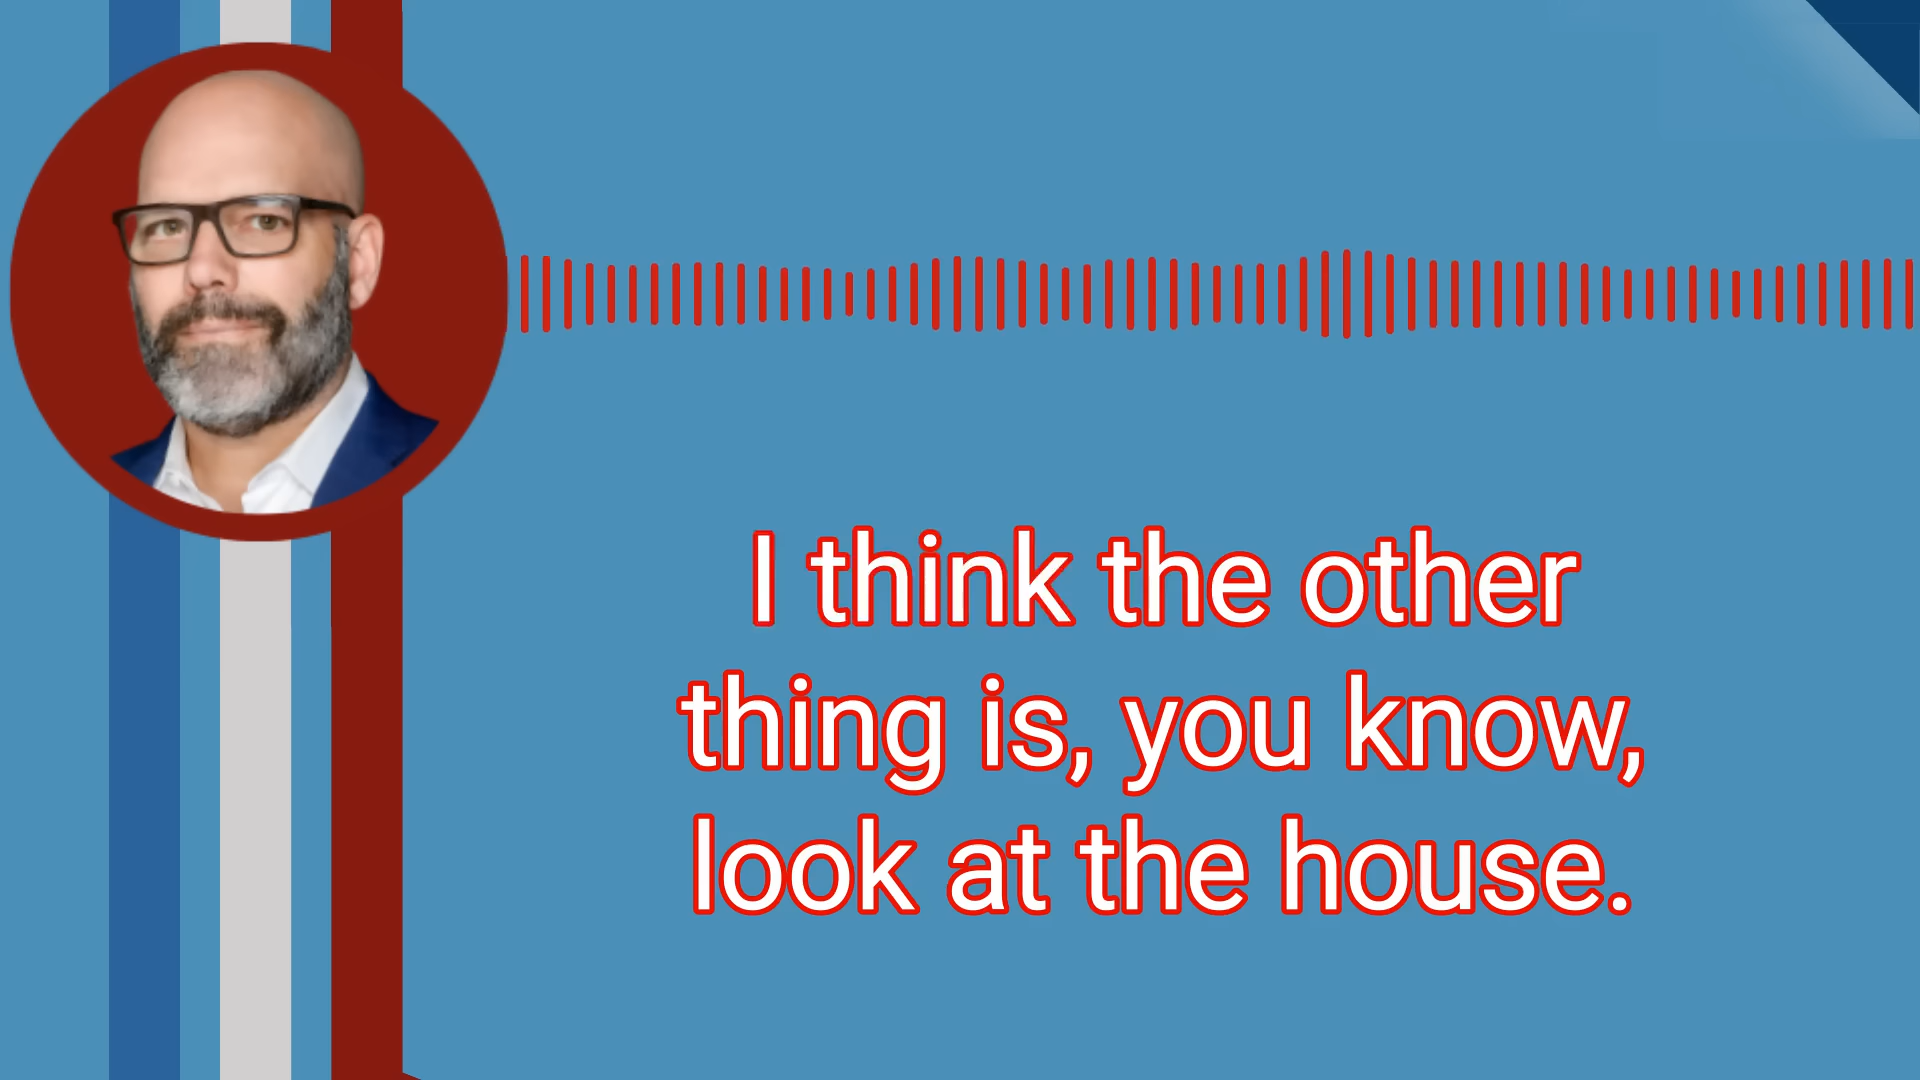 I think the other
thing is, you know,
look at the house.